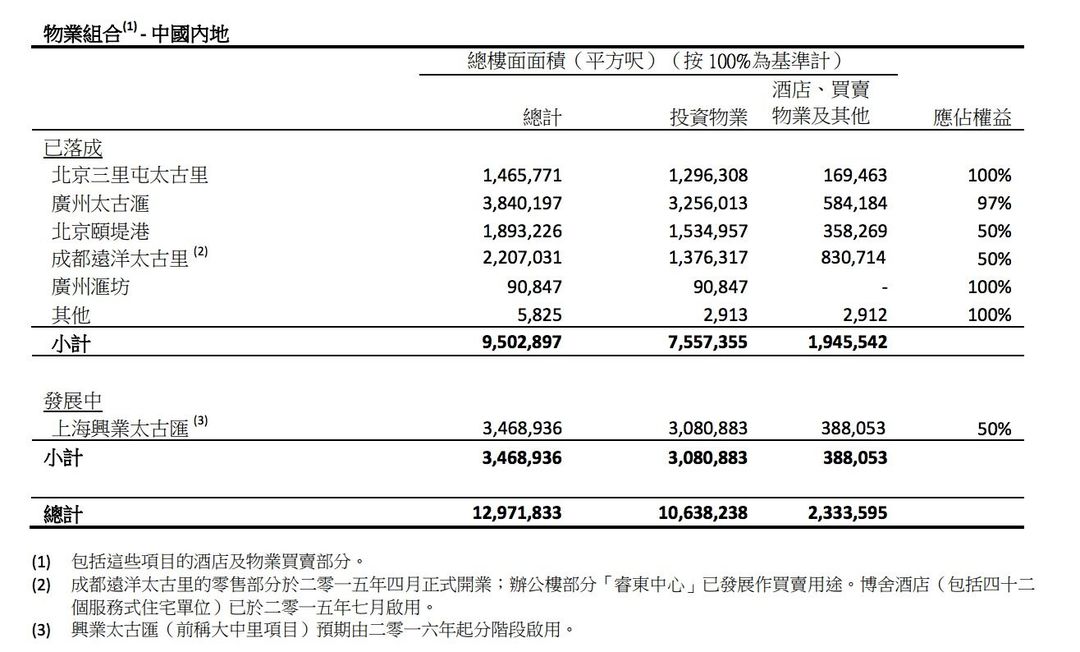 物業組合(1) - 中國內地
總樓面面積（平方呎）（按 100%為基準計）
總計 投資物業 酒店、買賣物業及其他 應佔權益
已落成
北京三里屯太古里 1,465,771 1,296,308 169,463 100%
廣州太古滙 3,840,197 3,256,013 584,184 97%
北京頤堤港 1,893,226 1,534,957 358,269 50%
成都遠洋太古里 (2) 2,207,031 1,376,317 830,714 50%
廣州滙坊 90,847 90,847 - 100%
其他 5,825 2,913 2,912 100%
小計 9,502,897 7,557,355 1,945,542
發展中
上海興業太古滙 (3) 3,468,936 3,080,883 388,053 50%
小計 3,468,936 3,080,883 388,053
總計 12,971,833 10,638,238 2,333,595
(1) 包括這些項目的酒店及物業買賣部分。
(2) 成都遠洋太古里的零售部分於二零一五年四月正式開業；辦公樓部分「睿東中心」已發展作買賣用途。博舍酒店（包括四十二
個服務式住宅單位）已於二零一五年七月啟用。
(3) 興業太古滙（前稱大中里項目）預期由二零一六年起分階段啟用。